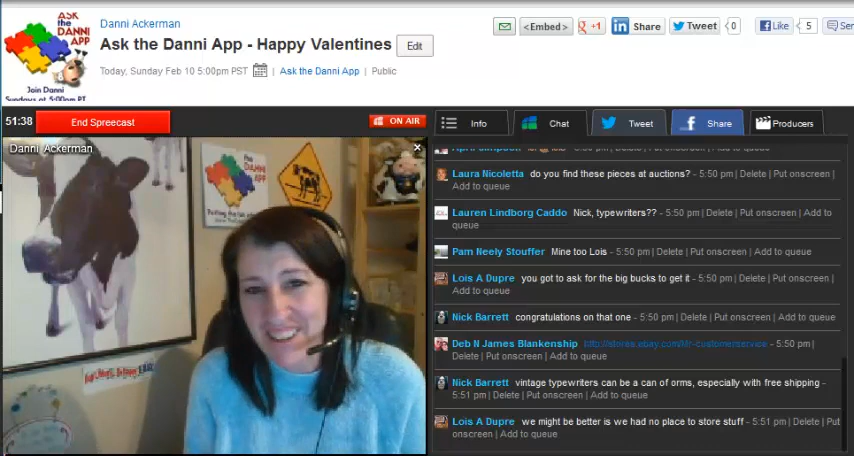 ASK
the
DANNI
APP
Join Danni
Sundays at 5:00pm PT
Danni Ackerman
Ask the Danni App - Happy Valentines
Edit
Today, Sunday Feb 10 5:00pm PST | Ask the Danni App | Public
<Embed>
+1
Share
Tweet
0
Like
5
51:38
End Spreecast
ON AIR
Info
Chat
Tweet
Share
Producers
Danni Ackerman
Laura Nicoletta do you find these pieces at auctions? - 5:50 pm | Delete | Put onscreen |
Add to queue
Lauren Lindborg Caddo Nick, typewriters?? - 5:50 pm | Delete | Put onscreen | Add to
queue
Pam Neely Stouffer Mine too Lois - 5:50 pm | Delete | Put onscreen | Add to queue
Lois A Dupre you got to ask for the big bucks to get it - 5:50 pm | Delete | Put onscreen |
Add to queue
Nick Barrett congratulations on that one - 5:50 pm | Delete | Put onscreen | Add to queue
Deb N James Blankenship - 5:50 pm |
Delete | Put onscreen | Add to queue
Nick Barrett vintage typewriters can be a can of orms, especially with free shipping -
5:51 pm | Delete | Put onscreen | Add to queue
Lois A Dupre we might be better is we had no place to store stuff - 5:51 pm | Delete | Put
onscreen | Add to queue